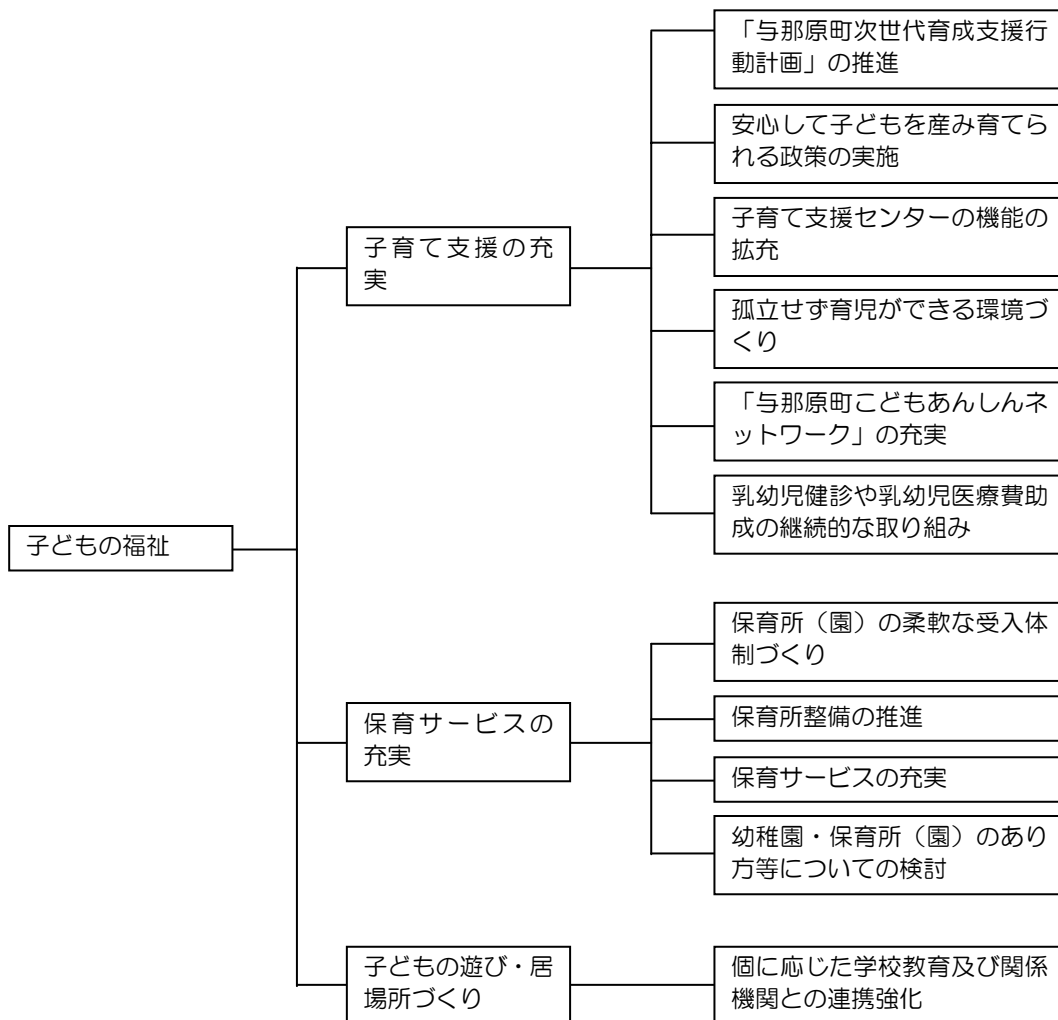 子どもの福祉
子育て支援の充
実
「与那原町次世代育成支援行
動計画」の推進
安心して子どもを産み育てら
れる政策の実施
子育て支援センターの機能の
拡充
孤立せず育児ができる環境づ
くり
「与那原町こどもあんしんネ
ットワーク」の充実
乳幼児健診や乳幼児医療費助
成の継続的な取り組み
保育サービスの
充実
保育所（園）の柔軟な受入体
制づくり
保育所整備の推進
保育サービスの充実
幼稚園・保育所（園）のあり
方等についての検討
子どもの遊び・居
場所づくり
個に応じた学校教育及び関係
機関との連携強化